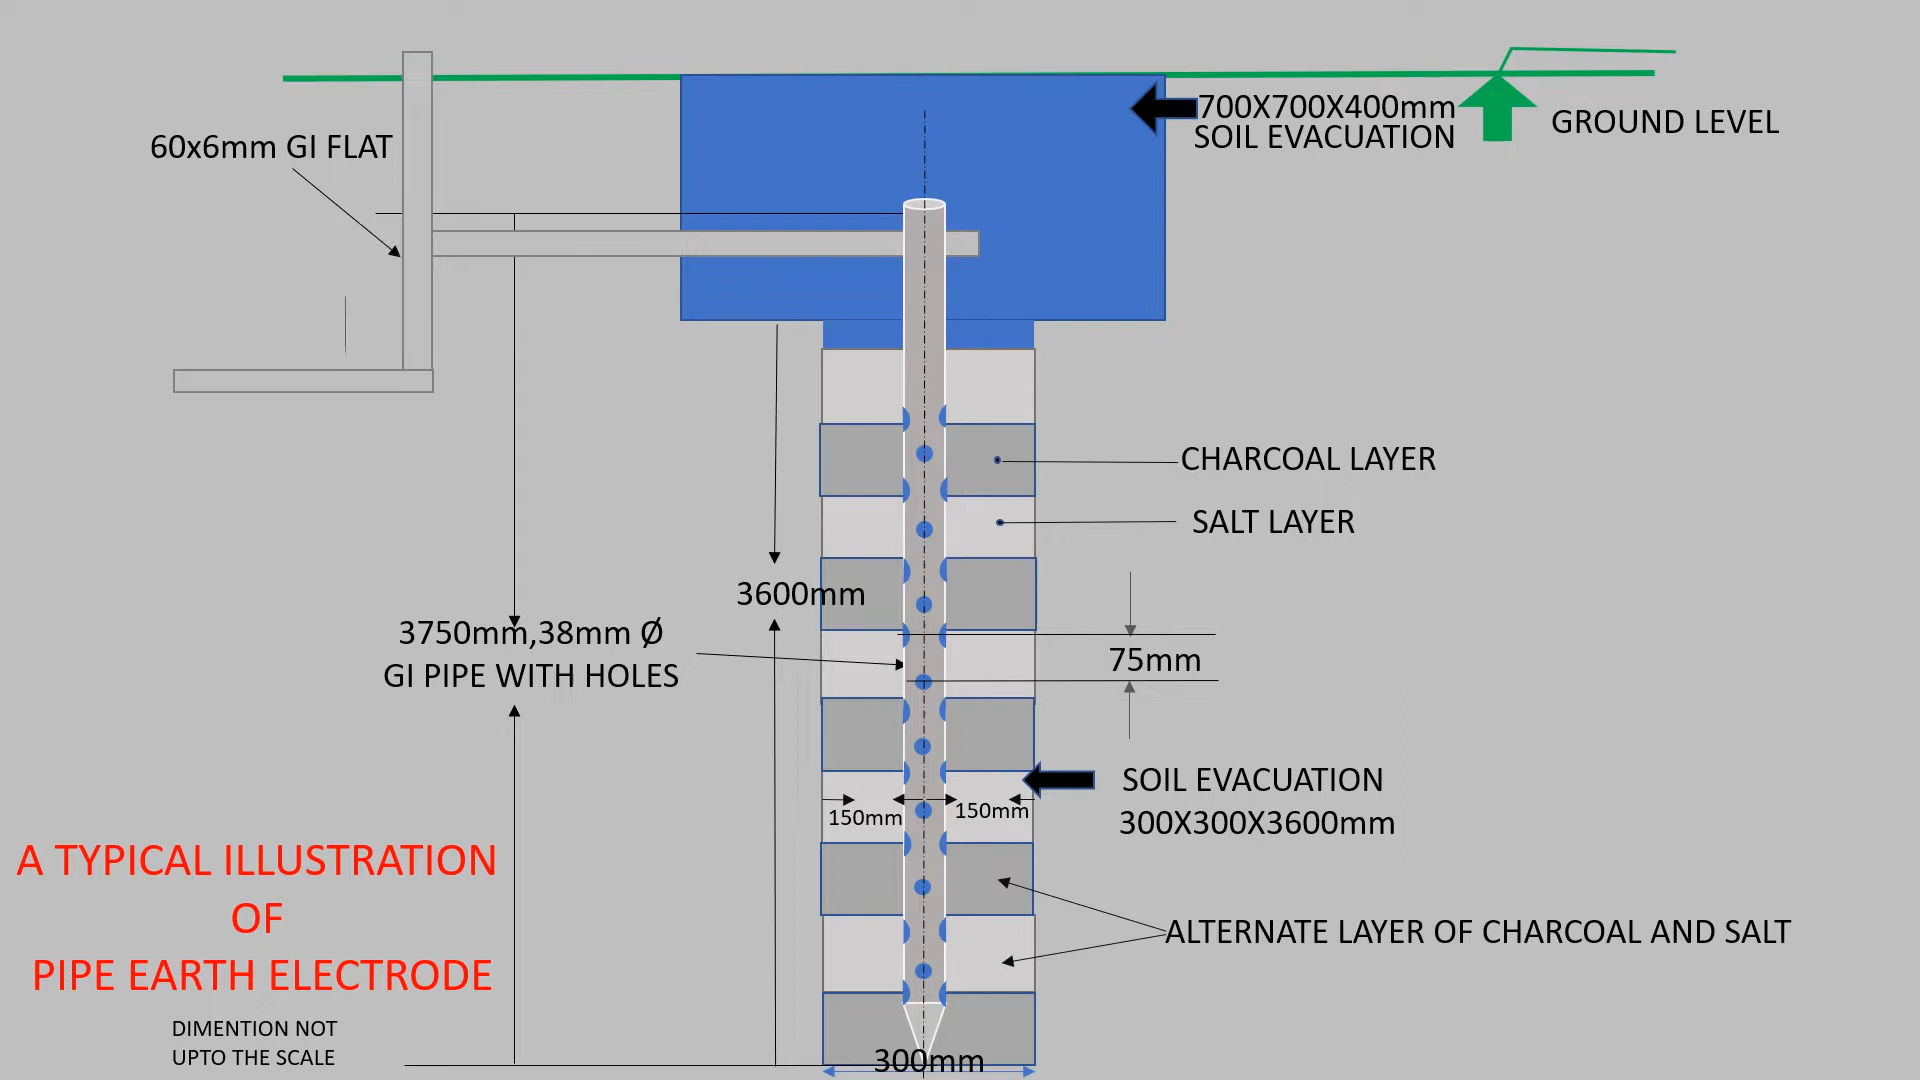 700X700X400mm
SOIL EVACUATION
GROUND LEVEL
60x6mm GI FLAT
CHARCOAL LAYER
SALT LAYER
3600mm
3750mm,38mm Ø
GI PIPE WITH HOLES
75mm
SOIL EVACUATION
300X300X3600mm
150mm
150mm
A TYPICAL ILLUSTRATION
OF
PIPE EARTH ELECTRODE
ALTERNATE LAYER OF CHARCOAL AND SALT
DIMENTION NOT
UPTO THE SCALE
300mm